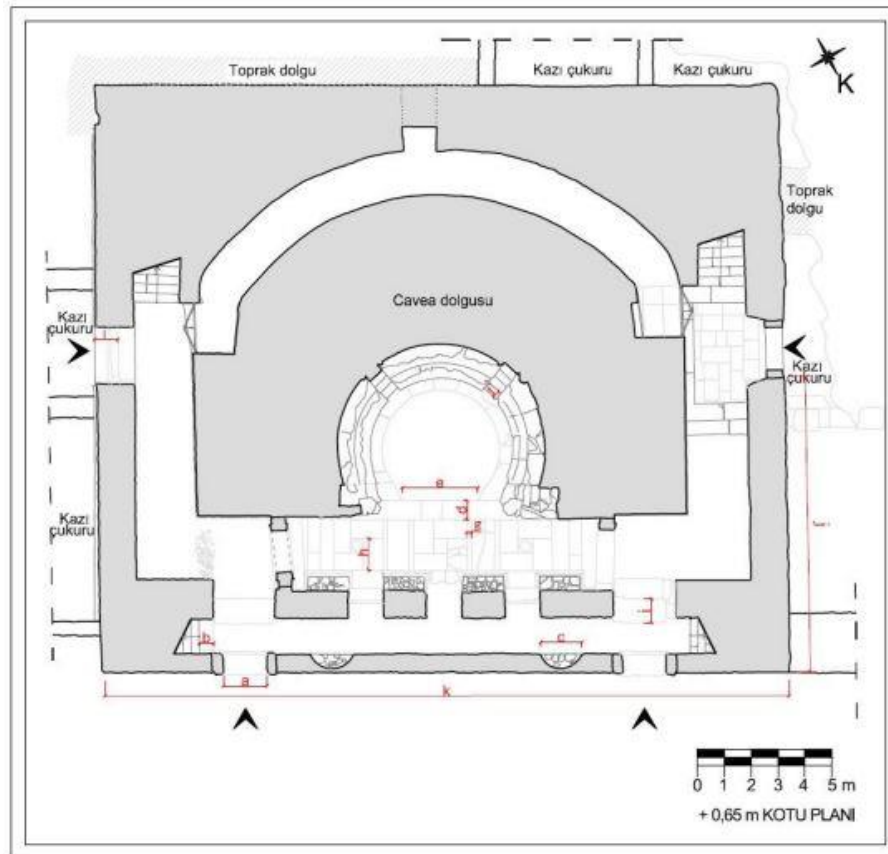 Toprak dolgu
Kazı çukuru
Kazı çukuru
K
Toprak
dolgu
Cavea dolgusu
Kazı
çukuru
Kazı
çukuru
Kazı
çukuru
e
d
g
h
i
j
b
c
a
k
0 1 2 3 4 5 m
+ 0,65 m KOTU PLANI